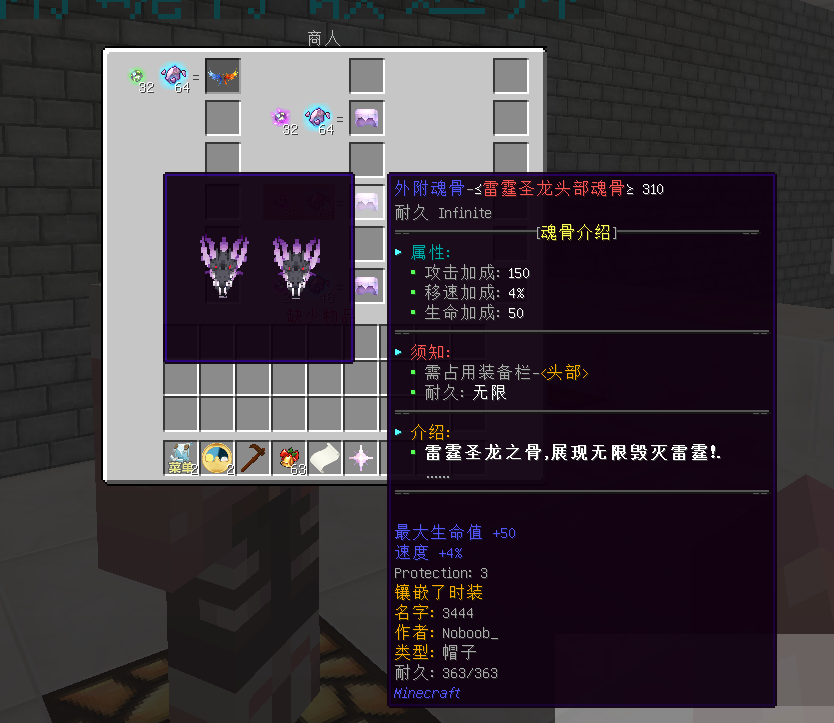 商人
32
64
=
32
64
=
外附魂骨-≤雷霆圣龙头部魂骨≥ 310
耐久 Infinite
[魂骨介绍]
属性:
攻击加成: 150
移速加成: 4%
生命加成: 50
须知:
需占用装备栏-<头部>
耐久: 无限
介绍:
雷霆圣龙之骨,展现无限毁灭雷霆!.
......
最大生命值 +50
速度 +4%
Protection: 3
镶嵌了时装
名字: 3444
作者: Noboob_
类型: 帽子
耐久: 363/363
Minecraft
菜单
2
2
63